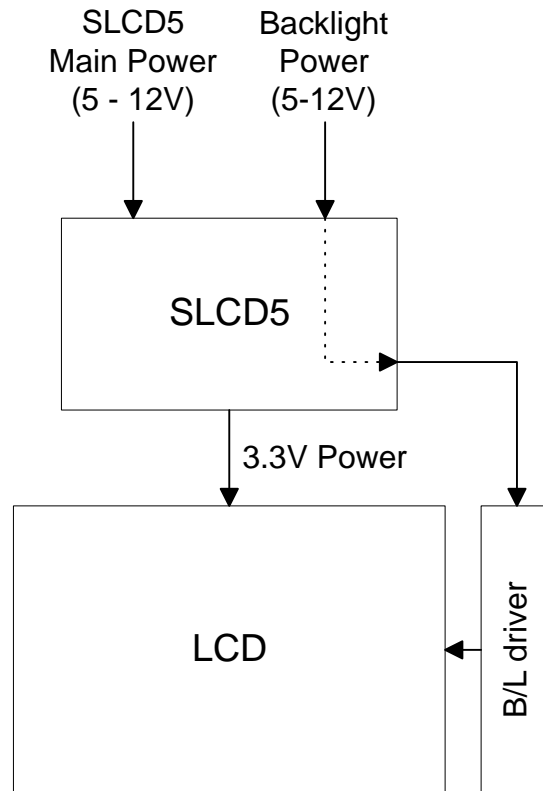 SLCD5
Main Power
(5 - 12V)
Backlight
Power
(5-12V)
SLCD5
3.3V Power
LCD
B/L driver